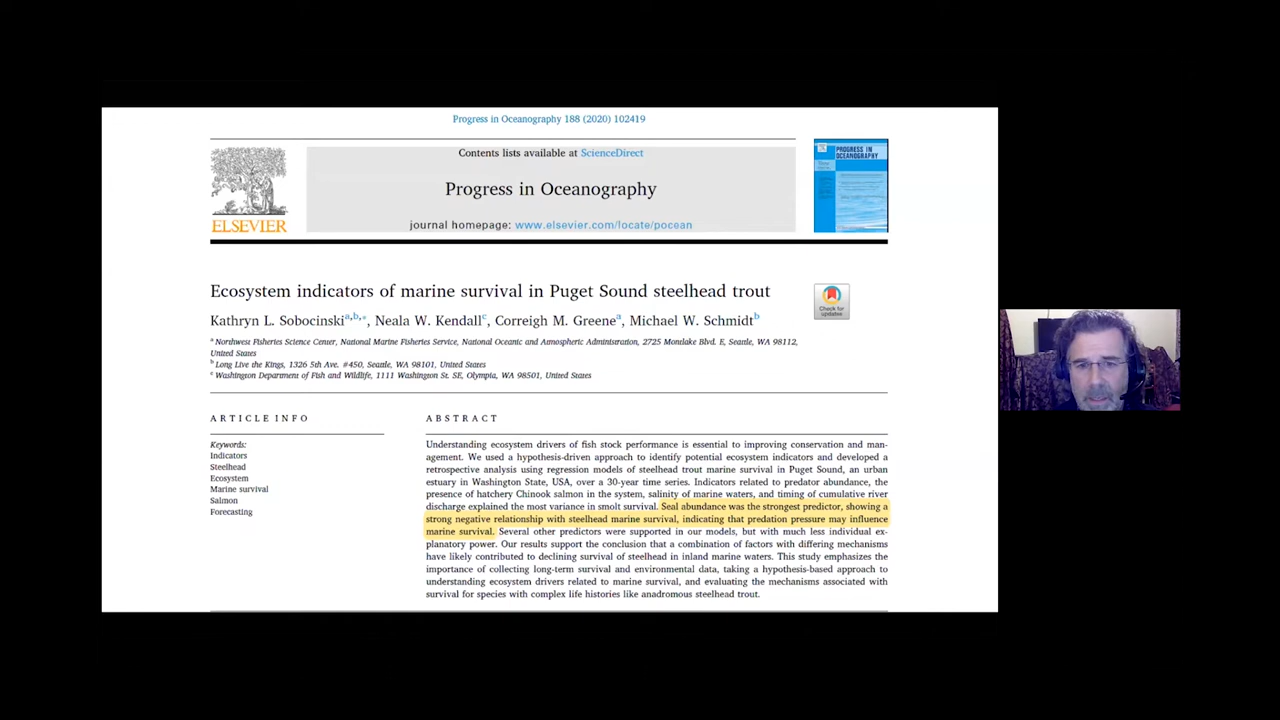 Progress in Oceanography 188 (2020) 102419
Contents lists available at ScienceDirect
Progress in Oceanography
journal homepage: www.elsevier.com/locate/pocean
ELSEVIER
PROGRESS IN
OCEANOGRAPHY
Ecosystem indicators of marine survival in Puget Sound steelhead trout
Check for
updates
Kathryn L. Sobocinski a,b,*, Neala W. Kendall c, Correigh M. Greene a, Michael W. Schmidt b
a Northwest Fisheries Science Center, National Marine Fisheries Service, National Oceanic and Atmospheric Administration, 2725 Montlake Blvd. E, Seattle, WA 98112,
United States
b Long Live the Kings, 1326 5th Ave. #450, Seattle, WA 98101, United States
c Washington Department of Fish and Wildlife, 1111 Washington St. SE, Olympia, WA 98501, United States
ARTICLE INFO
Keywords:
Indicators
Steelhead
Ecosystem
Marine survival
Salmon
Forecasting
ABSTRACT
Understanding ecosystem drivers of fish stock performance is essential to improving conservation and man-
agement. We used a hypothesis-driven approach to identify potential ecosystem indicators and developed a
retrospective analysis using regression models of steelhead trout marine survival in Puget Sound, an urban
estuary in Washington State, USA, over a 30-year time series. Indicators related to predator abundance, the
presence of hatchery Chinook salmon in the system, salinity of marine waters, and timing of cumulative river
discharge explained the most variance in smolt survival. Seal abundance was the strongest predictor, showing a
strong negative relationship with steelhead marine survival, indicating that predation pressure may influence
marine survival. Several other predictors were supported in our models, but with much less individual ex-
planatory power. Our results support the conclusion that a combination of factors with differing mechanisms
have likely contributed to declining survival of steelhead in inland marine waters. This study emphasizes the
importance of collecting long-term survival and environmental data, taking a hypothesis-based approach to
understanding ecosystem drivers related to marine survival, and evaluating the mechanisms associated with
survival for species with complex life histories like anadromous steelhead trout.